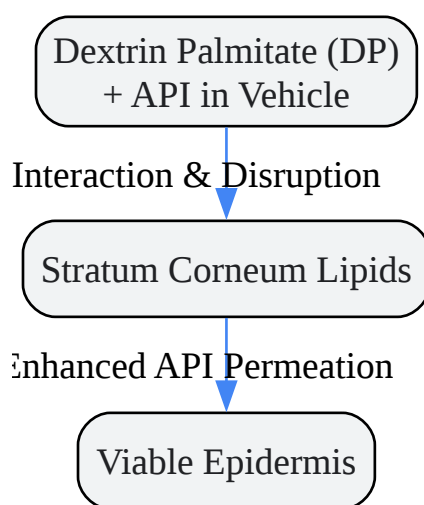 Dextrin Palmitate (DP)
+ API in Vehicle
Interaction & Disruption
Stratum Corneum Lipids
Enhanced API Permeation
Viable Epidermis